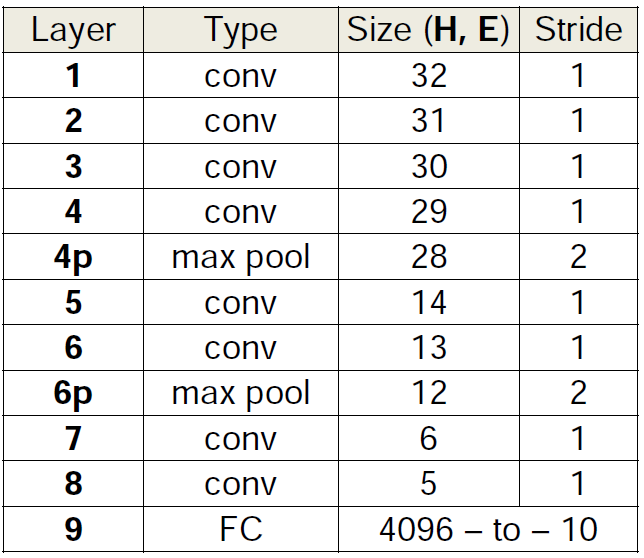 Layer Type Size (H, E) Stride
1 conv 32 1
2 conv 31 1
3 conv 30 1
4 conv 29 1
4p max pool 28 2
5 conv 14 1
6 conv 13 1
6p max pool 12 2
7 conv 6 1
8 conv 5 1
9 FC 4096 – to – 10